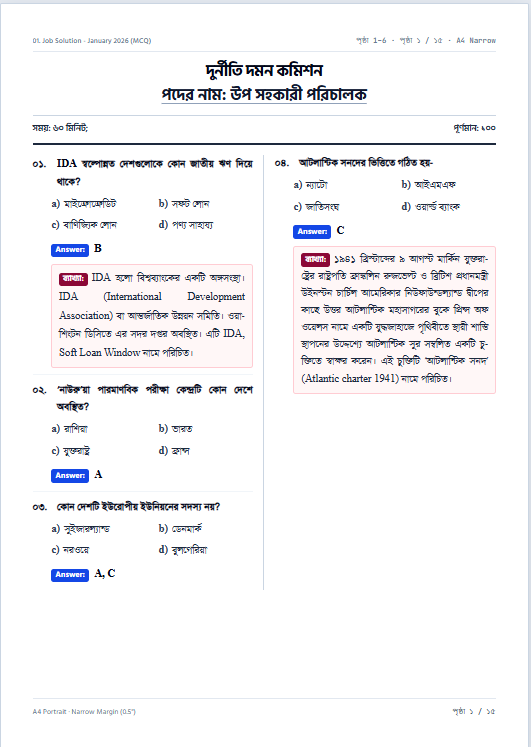 01. Job Solution - January 2026 (MCQ)
পৃষ্ঠা 1-6 · পৃষ্ঠা ১ / ১৫ · A4 Narrow
দুর্নীতি দমন কমিশন
পদের নাম: উপ সহকারী পরিচালক
সময়: ৬০ মিনিট;
পূর্ণমান: ১০০
০১. IDA স্বল্পোন্নত দেশগুলোকে কোন জাতীয় ঋণ দিয়ে
থাকে?
a) মাইক্রোক্রেডিট b) সফট লোন
c) বাণিজ্যিক লোন d) পণ্য সাহায্য
Answer: B
ব্যাখ্যা: IDA হলো বিশ্বব্যাংকের একটি অঙ্গসংস্থা।
IDA (International Development
Association) বা আন্তর্জাতিক উন্নয়ন সমিতি। ওয়া-
শিংটন ডিসিতে এর সদর দপ্তর অবস্থিত। এটি IDA,
Soft Loan Window নামে পরিচিত।
০২. ‘নাউরু’য়া পারমাণবিক পরীক্ষা কেন্দ্রটি কোন দেশে
অবস্থিত?
a) রাশিয়া b) ভারত
c) যুক্তরাষ্ট্র d) ফ্রান্স
Answer: A
০৩. কোন দেশটি ইউরোপীয় ইউনিয়নের সদস্য নয়?
a) সুইজারল্যান্ড b) ডেনমার্ক
c) নরওয়ে d) বুলগেরিয়া
Answer: A, C
০৪. আটলান্টিক সনদের ভিত্তিতে গঠিত হয়-
a) ন্যাটো b) আইএমএফ
c) জাতিসংঘ d) ওয়ার্ল্ড ব্যাংক
Answer: C
ব্যাখ্যা: ১৯৪১ খ্রিস্টাব্দের ৯ আগস্ট মার্কিন যুক্তরা-
ষ্ট্রের রাষ্ট্রপতি ফ্রাঙ্কলিন রুজভেল্ট ও ব্রিটিশ প্রধানমন্ত্রী
উইনস্টন চার্চিল আমেরিকার নিউফাউন্ডল্যান্ড দ্বীপের
কাছে উত্তর আটলান্টিক মহাসাগরের বুকে প্রিন্স অফ
ওয়েলস নামে একটি যুদ্ধজাহাজে পৃথিবীতে স্থায়ী শান্তি
স্থাপনের উদ্দেশ্যে আটলান্টিক সুর সম্বলিত একটি চু-
ক্তিতে স্বাক্ষর করেন। এই চুক্তিটি ‘আটলান্টিক সনদ’
(Atlantic charter 1941) নামে পরিচিত।
A4 Portrait · Narrow Margin (0.5")
পৃষ্ঠা ১ / ১৫